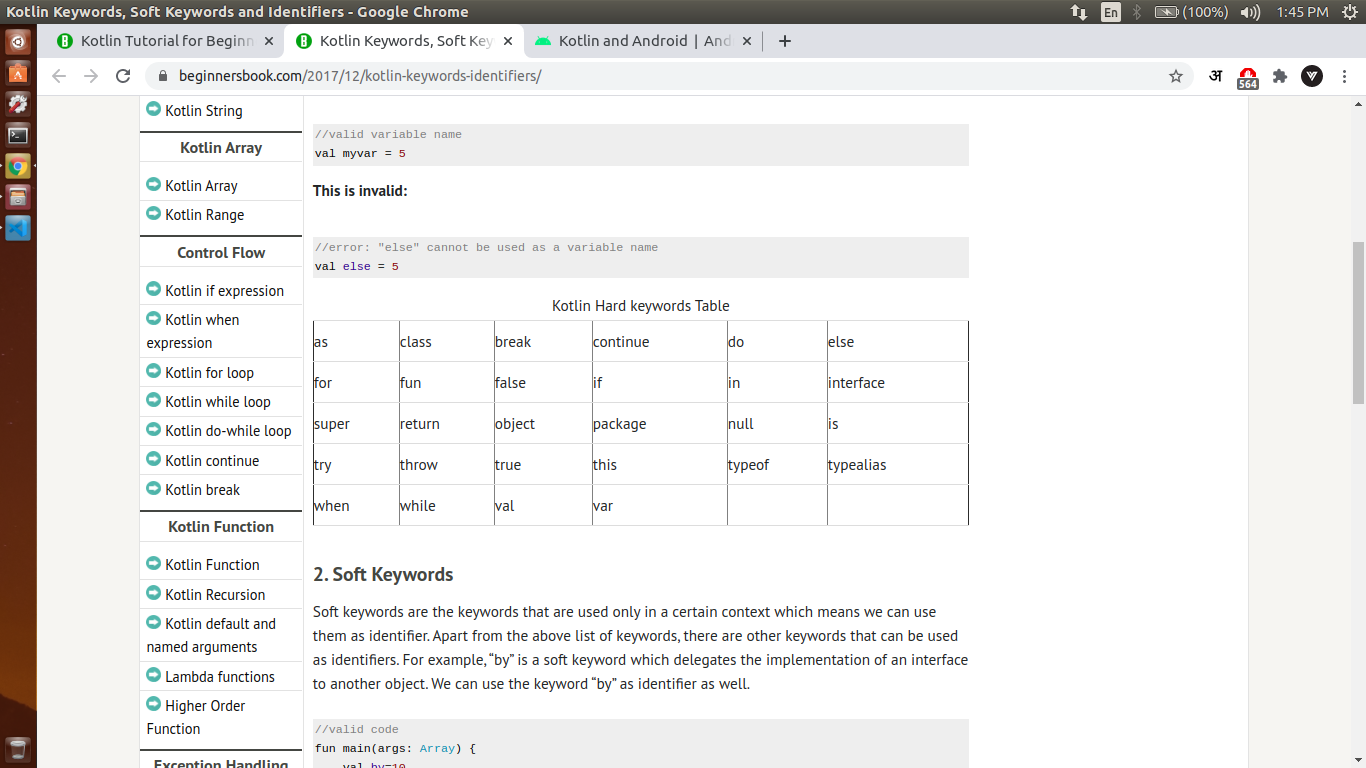 Kotlin Keywords, Soft Keywords and Identifiers - Google Chrome
En (100%) 1:45 PM
Kotlin Tutorial for Beginn
Kotlin Keywords, Soft Key
Kotlin and Android | And
beginnersbook.com/2017/12/kotlin-keywords-identifiers/
अ
564
Kotlin String
Kotlin Array
Kotlin Array
Kotlin Range
Control Flow
Kotlin if expression
Kotlin when
expression
Kotlin for loop
Kotlin while loop
Kotlin do-while loop
Kotlin continue
Kotlin break
Kotlin Function
Kotlin Function
Kotlin Recursion
Kotlin default and
named arguments
Lambda functions
Higher Order
Function
Exception Handling
//valid variable name
val myvar = 5
This is invalid:
//error: "else" cannot be used as a variable name
val else = 5
Kotlin Hard keywords Table
as class break continue do else
for fun false if in interface
super return object package null is
try throw true this typeof typealias
when while val var
2. Soft Keywords
Soft keywords are the keywords that are used only in a certain context which means we can use
them as identifier. Apart from the above list of keywords, there are other keywords that can be used
as identifiers. For example, “by” is a soft keyword which delegates the implementation of an interface
to another object. We can use the keyword “by” as identifier as well.
//valid code
fun main(args: Array) {
val by=10